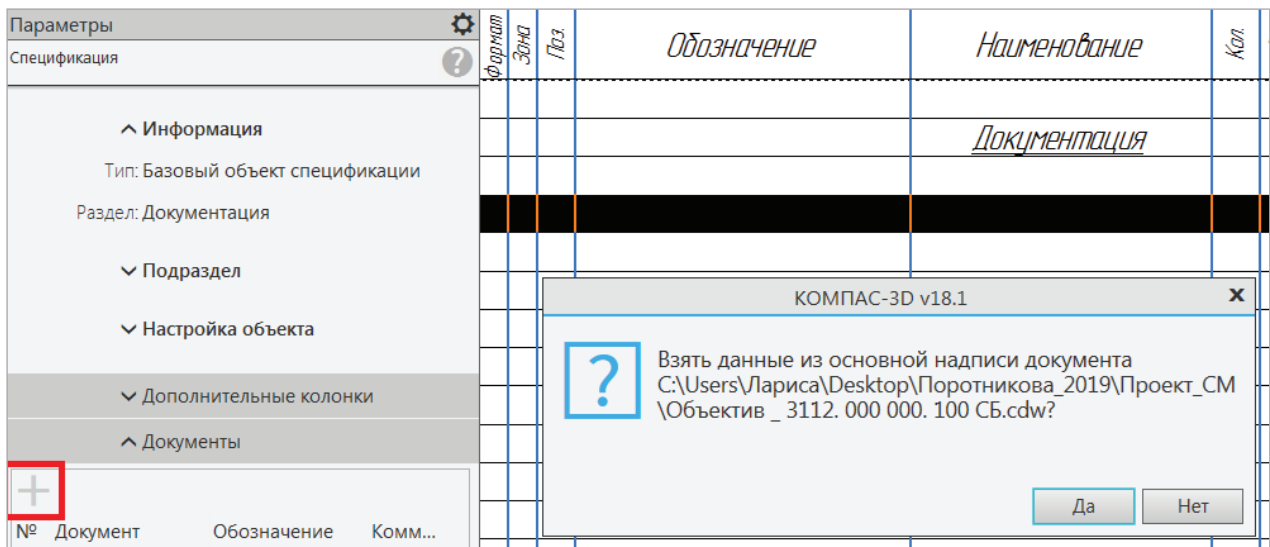 Параметры
Спецификация
?
Информация
Тип: Базовый объект спецификации
Раздел: Документация
Подраздел
Настройка объекта
Дополнительные колонки
Документы
№ Документ Обозначение Комм...
Формат Зона Поз. Обозначение Наименование Кол.
Документация
КОМПАС-3D v18.1
?
Взять данные из основной надписи документа
C:\Users\Лариса\Desktop\Поротникова_2019\Проект_СМ
\Объектив _ 3112. 000 000. 100 СБ.cdw?
Да Нет